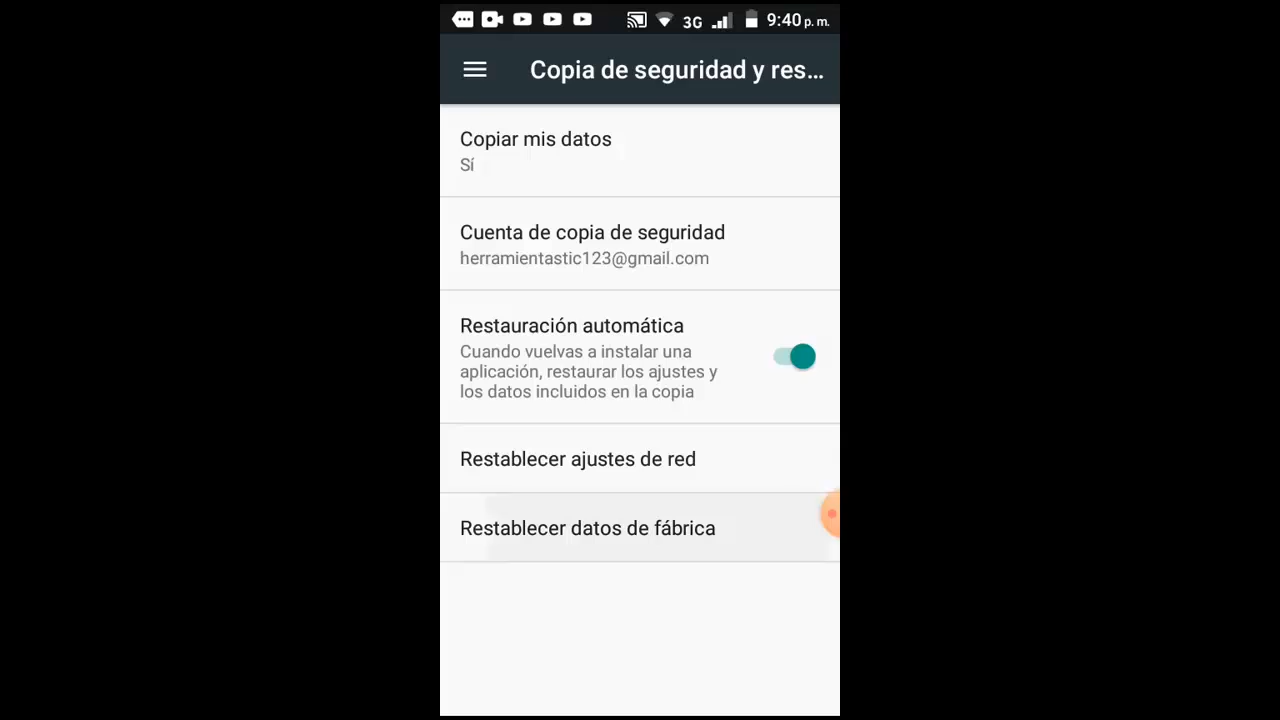 3G 9:40 p. m.
Copia de seguridad y res...
Copiar mis datos
Sí
Cuenta de copia de seguridad
herramientastic123@gmail.com
Restauración automática
Cuando vuelvas a instalar una
aplicación, restaurar los ajustes y
los datos incluidos en la copia
Restablecer ajustes de red
Restablecer datos de fábrica